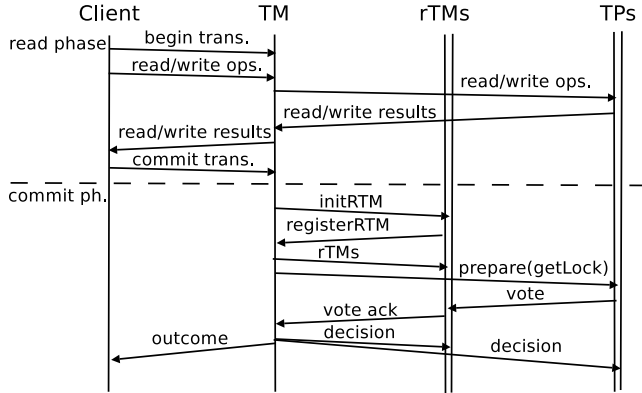 Client TM rTMs TPs
read phase
begin trans.
read/write ops.
read/write ops.
read/write results
read/write results
commit trans.
commit ph.
initRTM
registerRTM
rTMs
prepare(getLock)
vote
vote ack
outcome
decision
decision